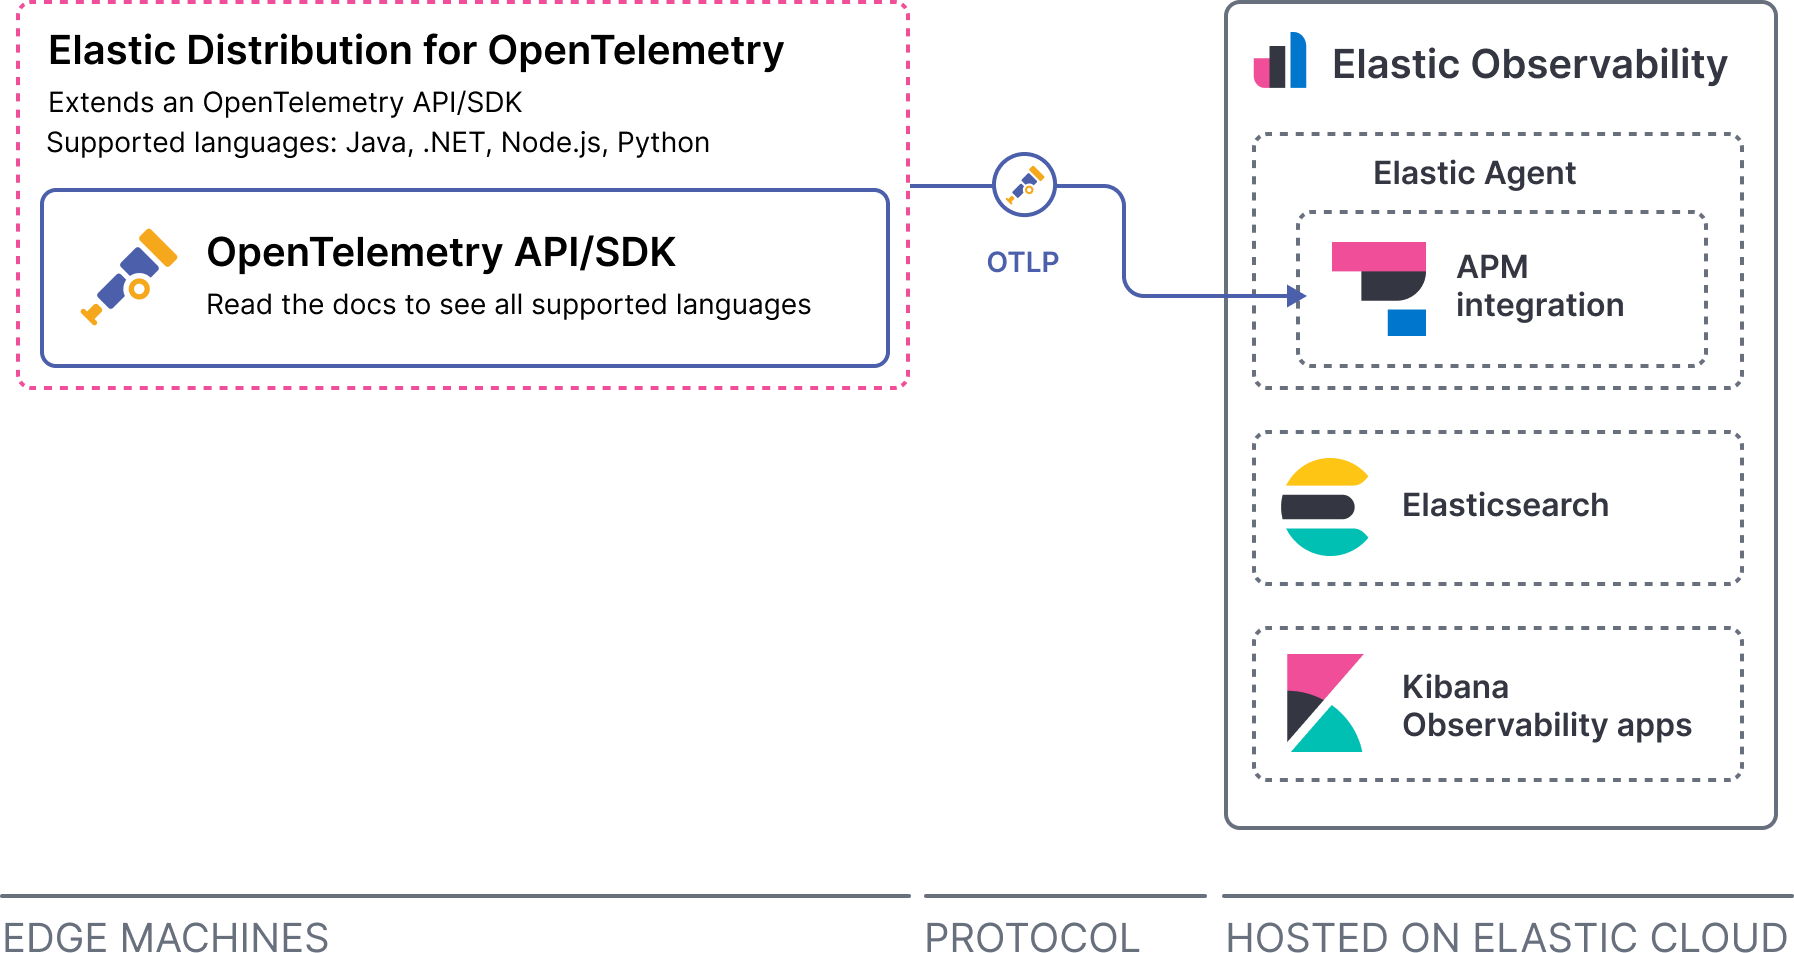 Elastic Distribution for OpenTelemetry
Extends an OpenTelemetry API/SDK
Supported languages: Java, .NET, Node.js, Python
OpenTelemetry API/SDK
Read the docs to see all supported languages
OTLP
Elastic Observability
Elastic Agent
APM
integration
Elasticsearch
Kibana
Observability apps
EDGE MACHINES
PROTOCOL
HOSTED ON ELASTIC CLOUD